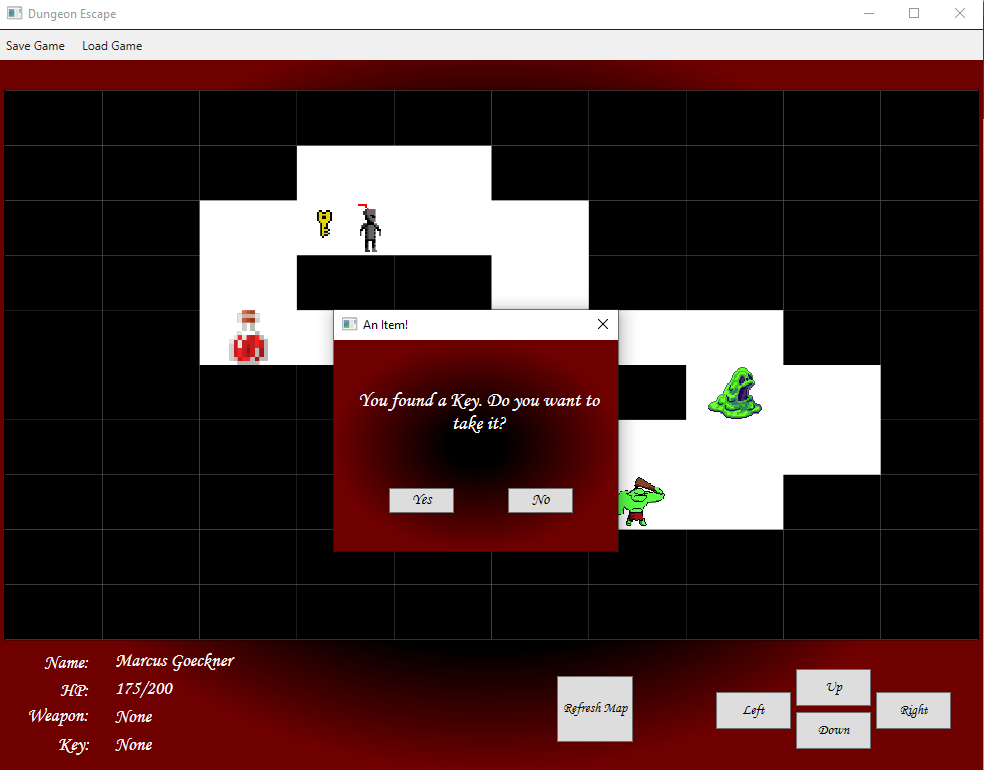 Dungeon Escape
Save Game Load Game
An Item!
You found a Key. Do you want to
take it?
Yes No
Name: Marcus Goeckner
HP: 175/200
Weapon: None
Key: None
Refresh Map
Up
Left Right
Down